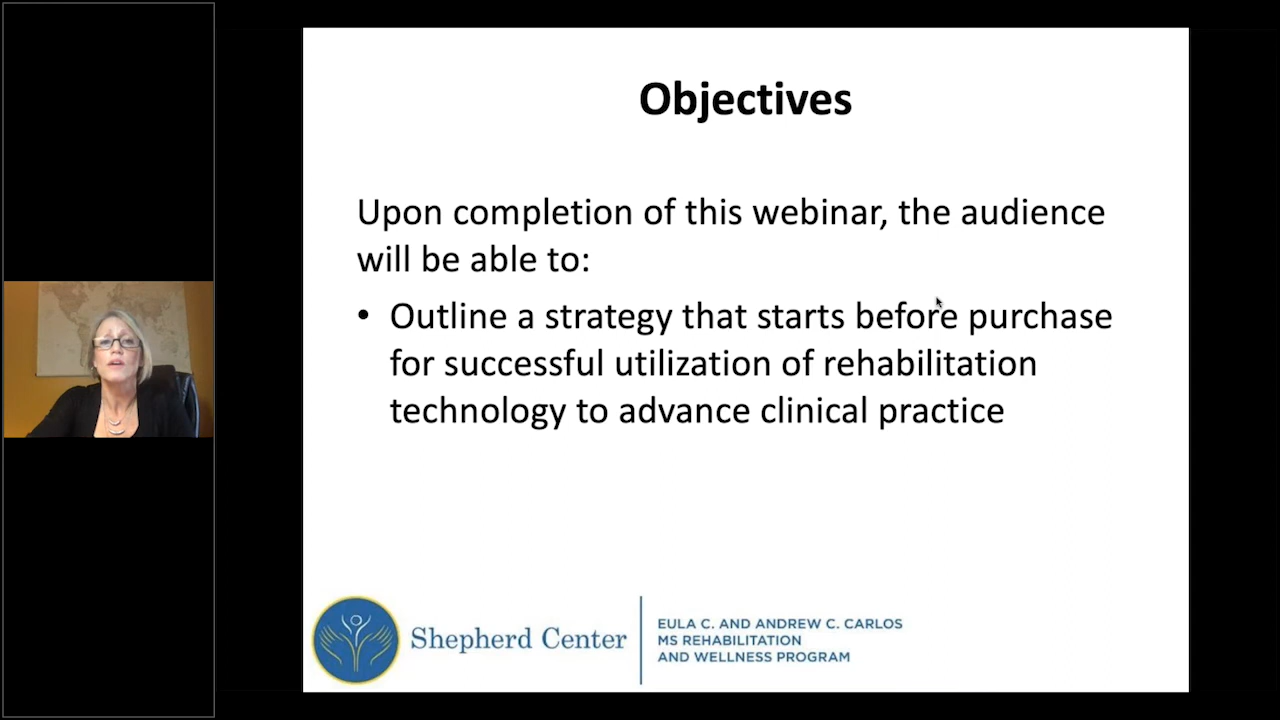 Objectives
Upon completion of this webinar, the audience
will be able to:
• Outline a strategy that starts before purchase
for successful utilization of rehabilitation
technology to advance clinical practice
Shepherd Center
EULA C. AND ANDREW C. CARLOS
MS REHABILITATION
AND WELLNESS PROGRAM